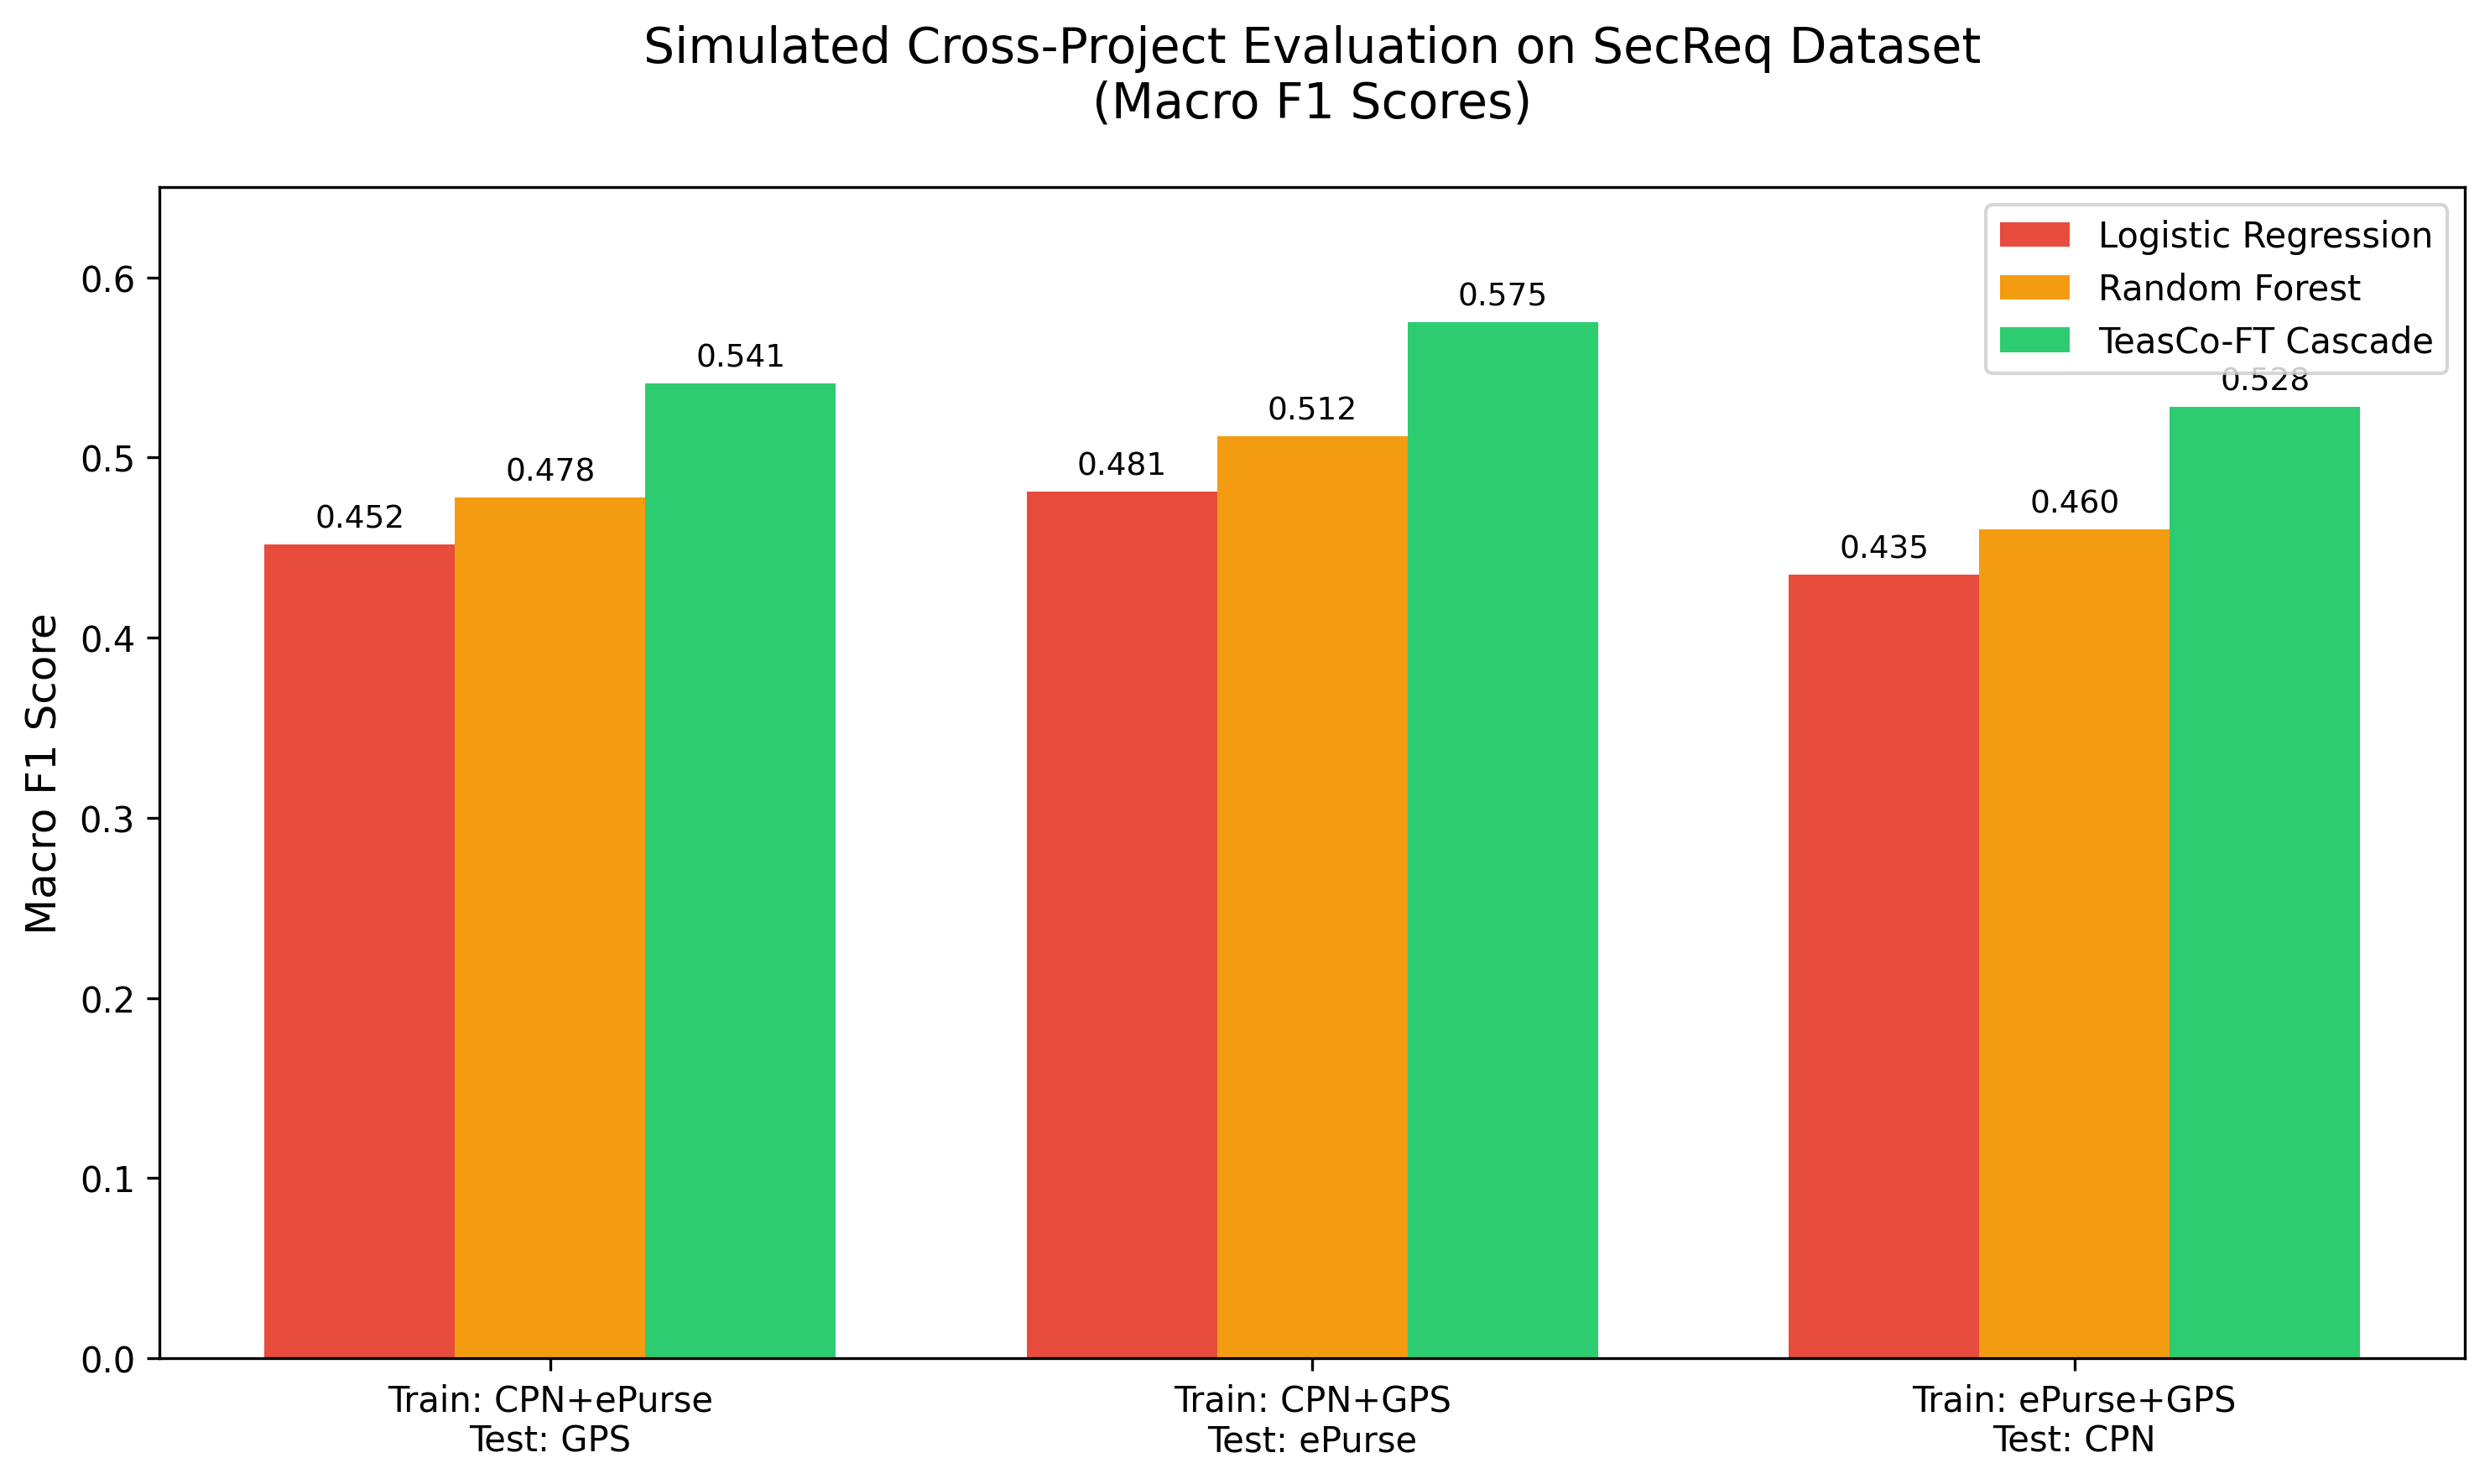 Simulated Cross-Project Evaluation on SecReq Dataset
(Macro F1 Scores)
Logistic Regression
Random Forest
TeasCo-FT Cascade
Macro F1 Score
0.6
0.5
0.4
0.3
0.2
0.1
0.0
0.452
0.478
0.541
0.481
0.512
0.575
0.435
0.460
0.528
Train: CPN+ePurse
Test: GPS
Train: CPN+GPS
Test: ePurse
Train: ePurse+GPS
Test: CPN